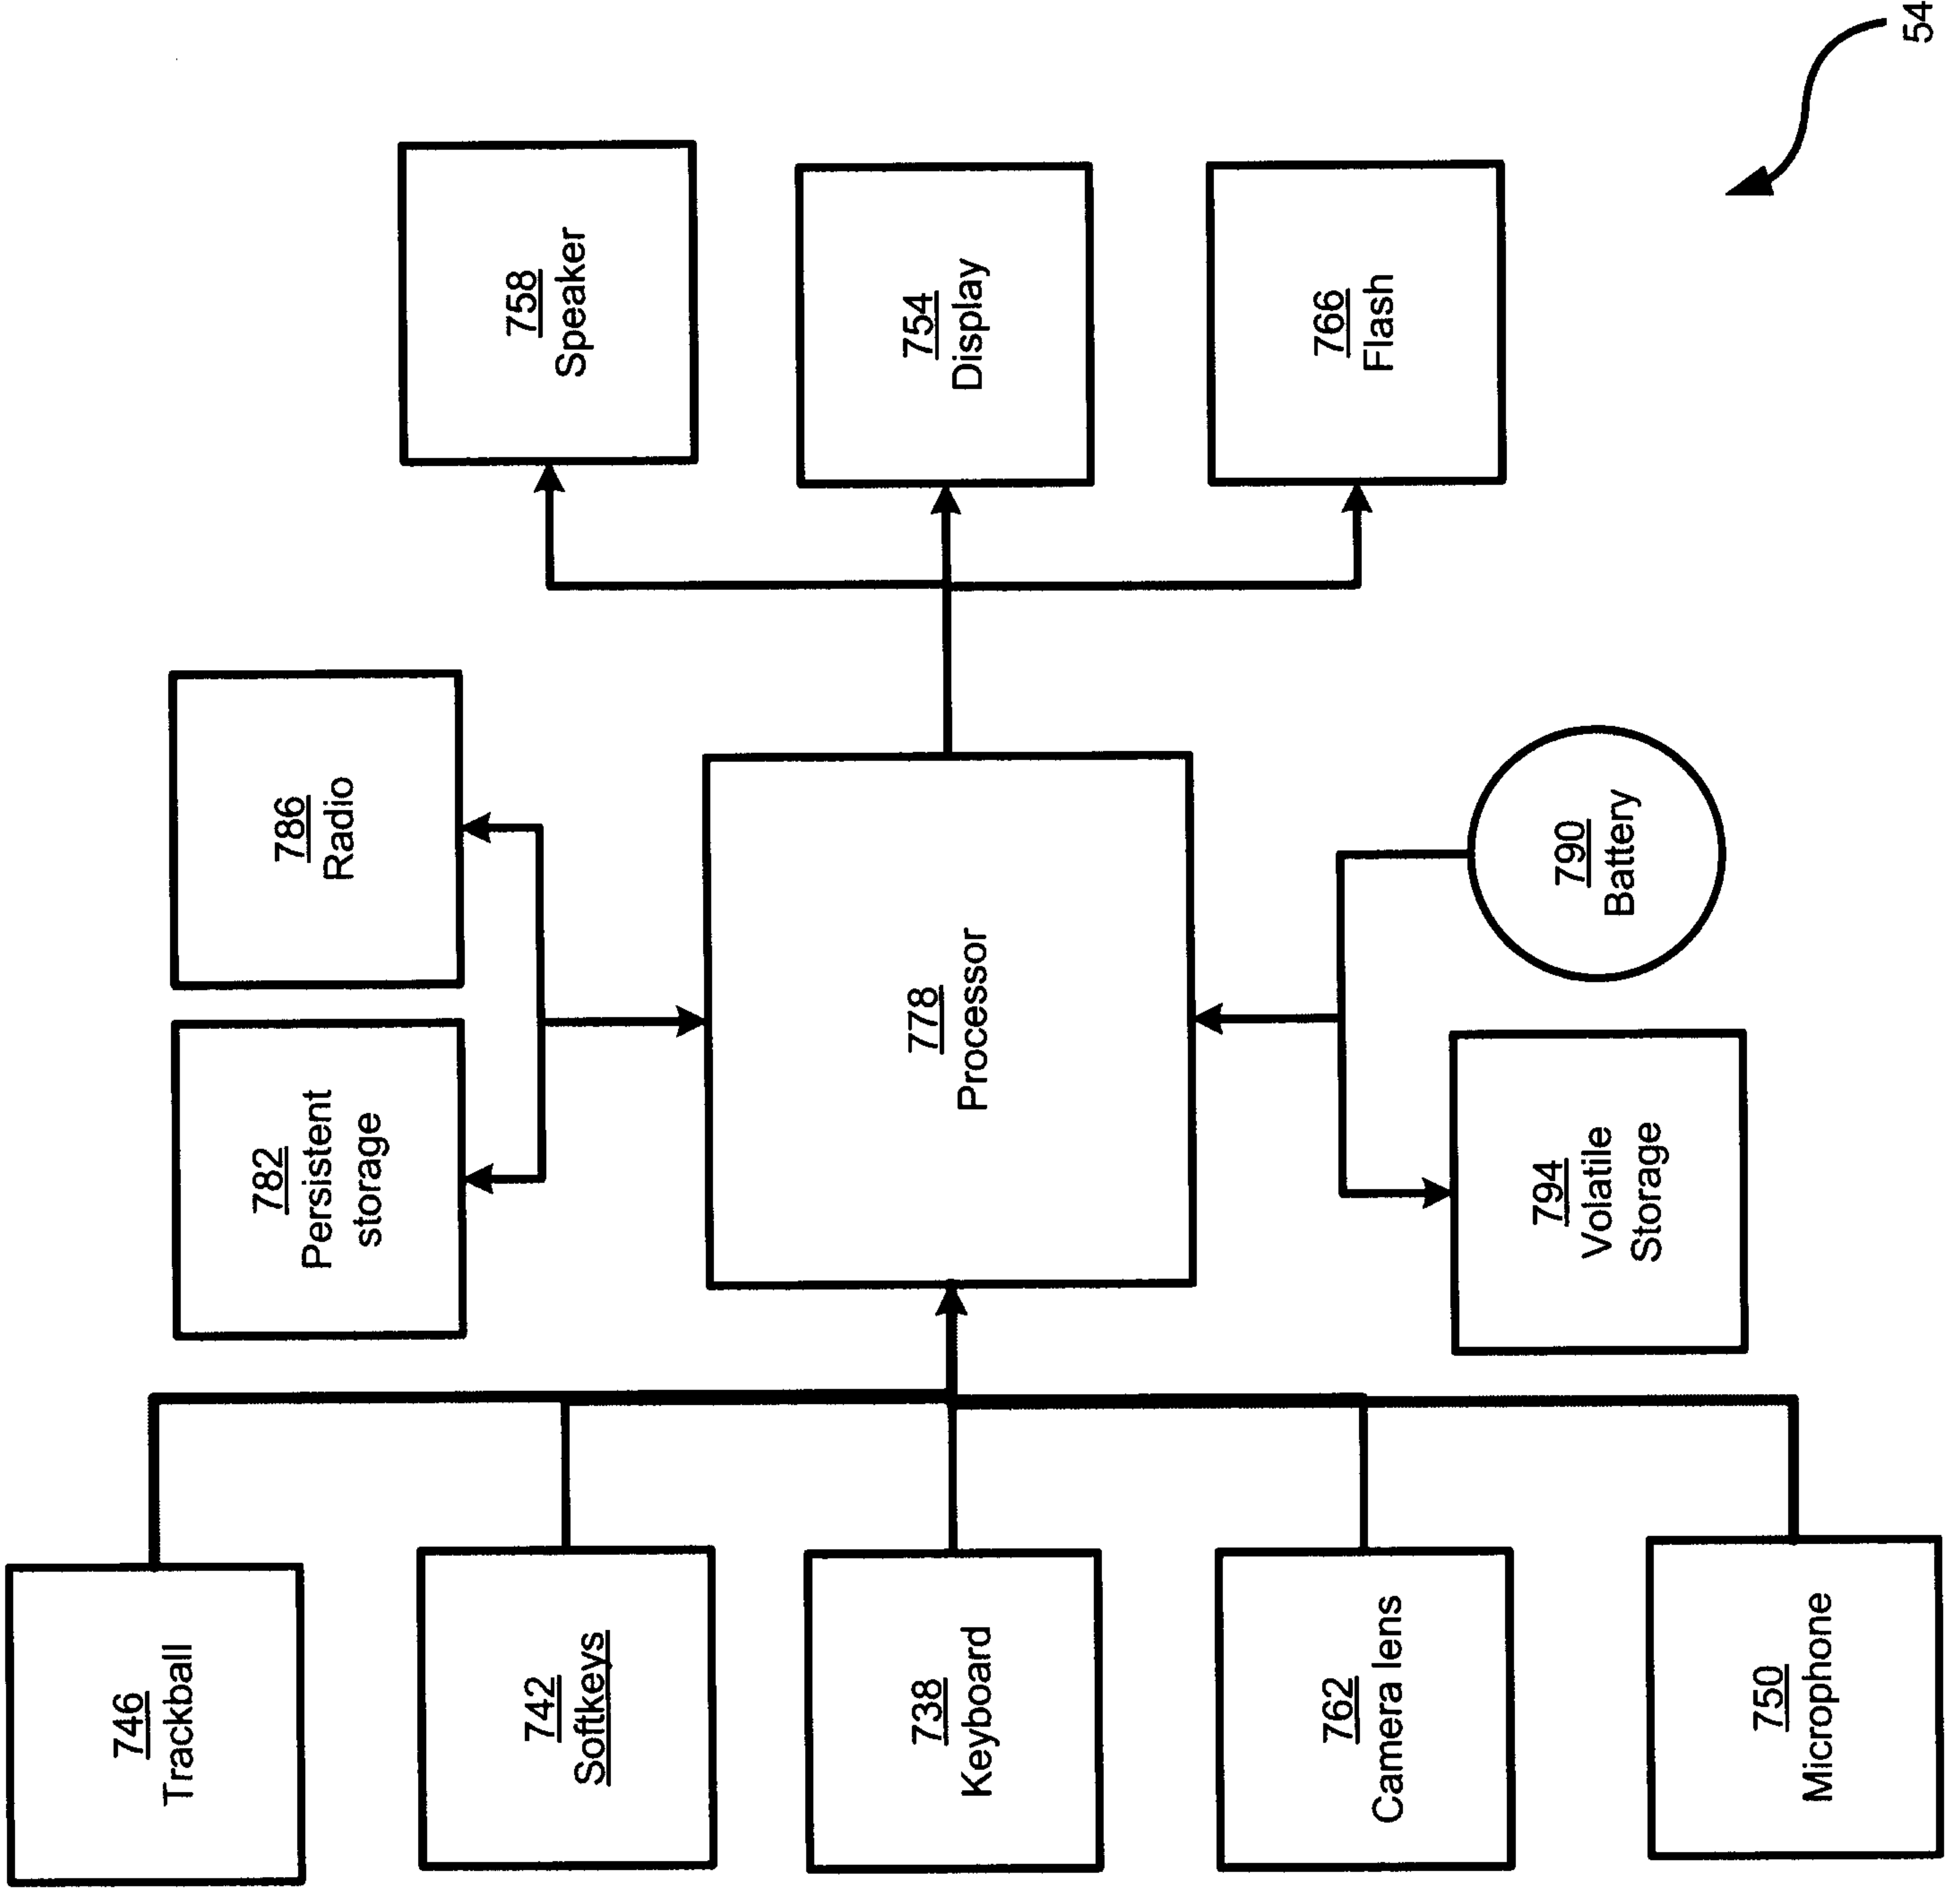 746
Trackball
742
Softkeys
738
Keyboard
762
Camera lens
750
Microphone
782
Persistent
storage
786
Radio
778
Processor
794
Volatile
Storage
790
Battery
758
Speaker
754
Display
766
Flash
54